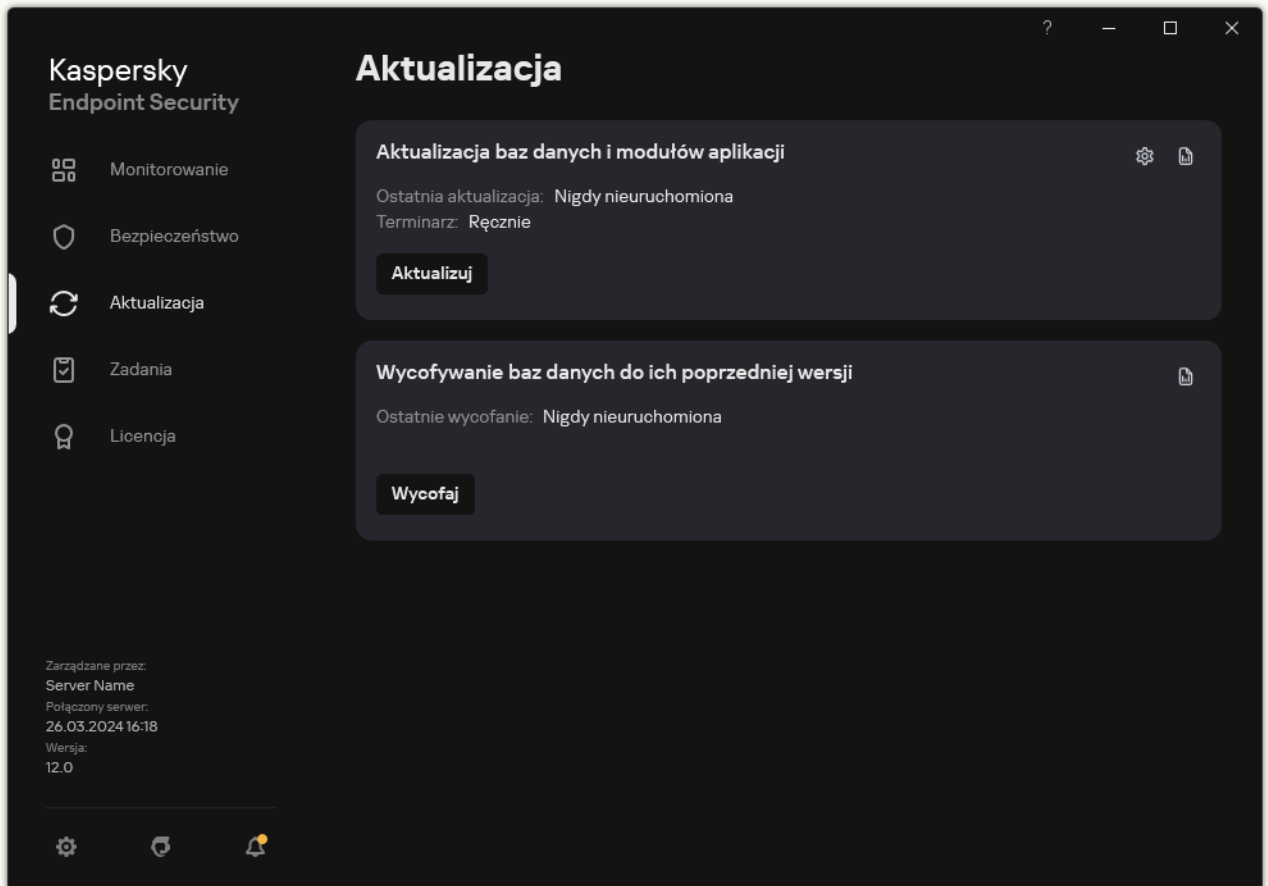 ?
Kaspersky
Endpoint Security
Monitorowanie
Bezpieczeństwo
Aktualizacja
Zadania
Licencja
Zarządzane przez:
Server Name
Połączony serwer:
26.03.2024 16:18
Wersja:
12.0
Aktualizacja
Aktualizacja baz danych i modułów aplikacji
Ostatnia aktualizacja: Nigdy nieuruchomiona
Terminarz: Ręcznie
Aktualizuj
Wycofywanie baz danych do ich poprzedniej wersji
Ostatnie wycofanie: Nigdy nieuruchomiona
Wycofaj